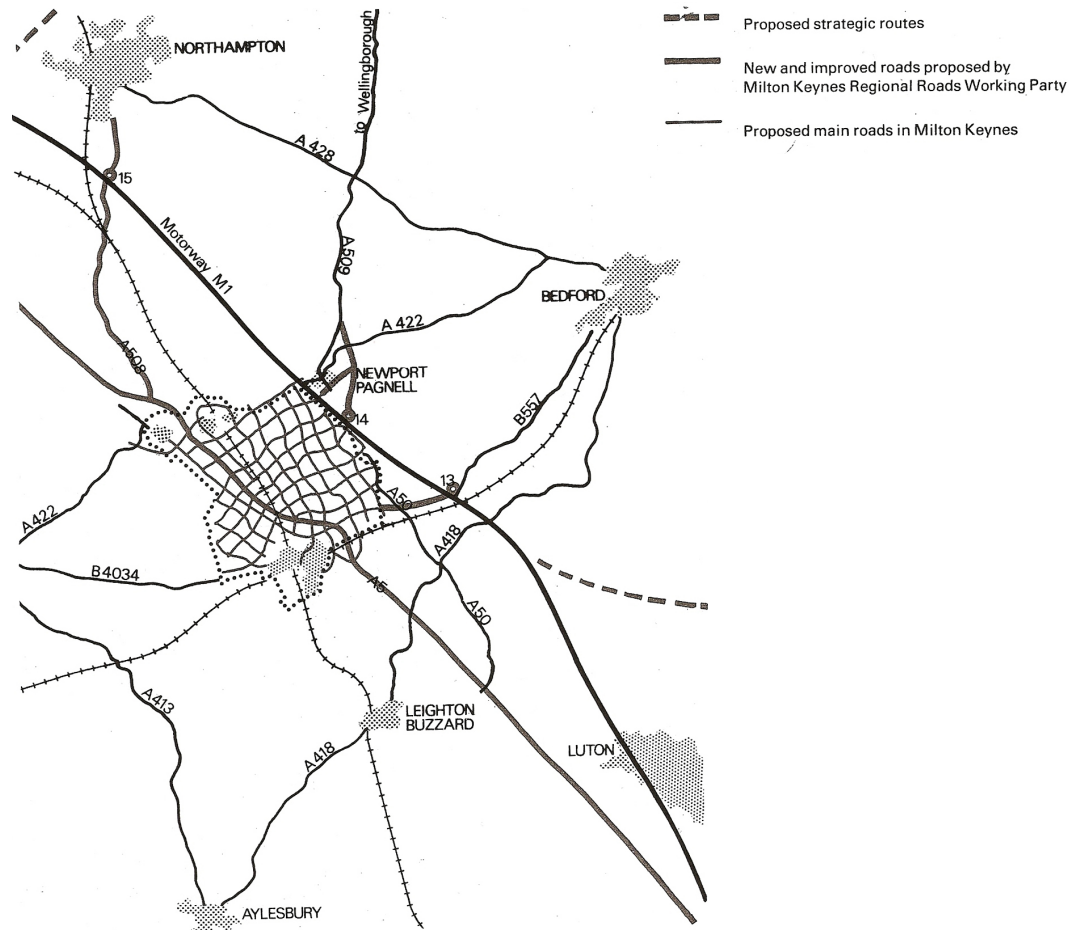 Proposed strategic routes
New and improved roads proposed by
Milton Keynes Regional Roads Working Party
Proposed main roads in Milton Keynes
NORTHAMPTON
to Wellingborough
A 428
15
Motorway M1
A 509
BEDFORD
A 422
A508
NEWPORT
PAGNELL
14
B557
13
A50
A422
A418
B4034
A5
A50
A413
LEIGHTON
BUZZARD
LUTON
A418
AYLESBURY